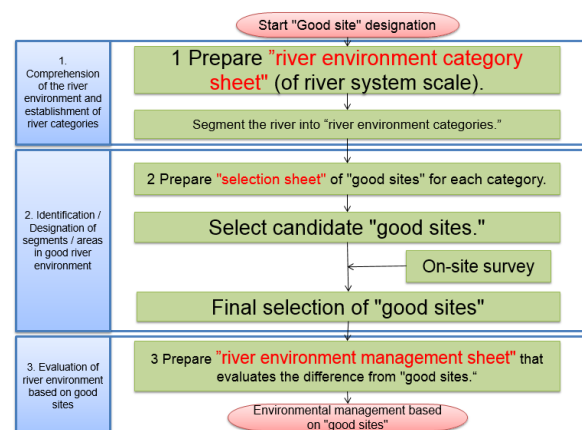 Start "Good site" designation
1.
Comprehension
of the river
environment and
establishment of
river categories
1 Prepare "river environment category
sheet" (of river system scale).
Segment the river into “river environment categories.”
2. Identification /
Designation of
segments / areas
in good river
environment
2 Prepare "selection sheet" of "good sites" for each category.
Select candidate "good sites."
On-site survey
Final selection of "good sites"
3. Evaluation of
river environment
based on good
sites
3 Prepare "river environment management sheet" that
evaluates the difference from "good sites.“
Environmental management based
on "good sites"